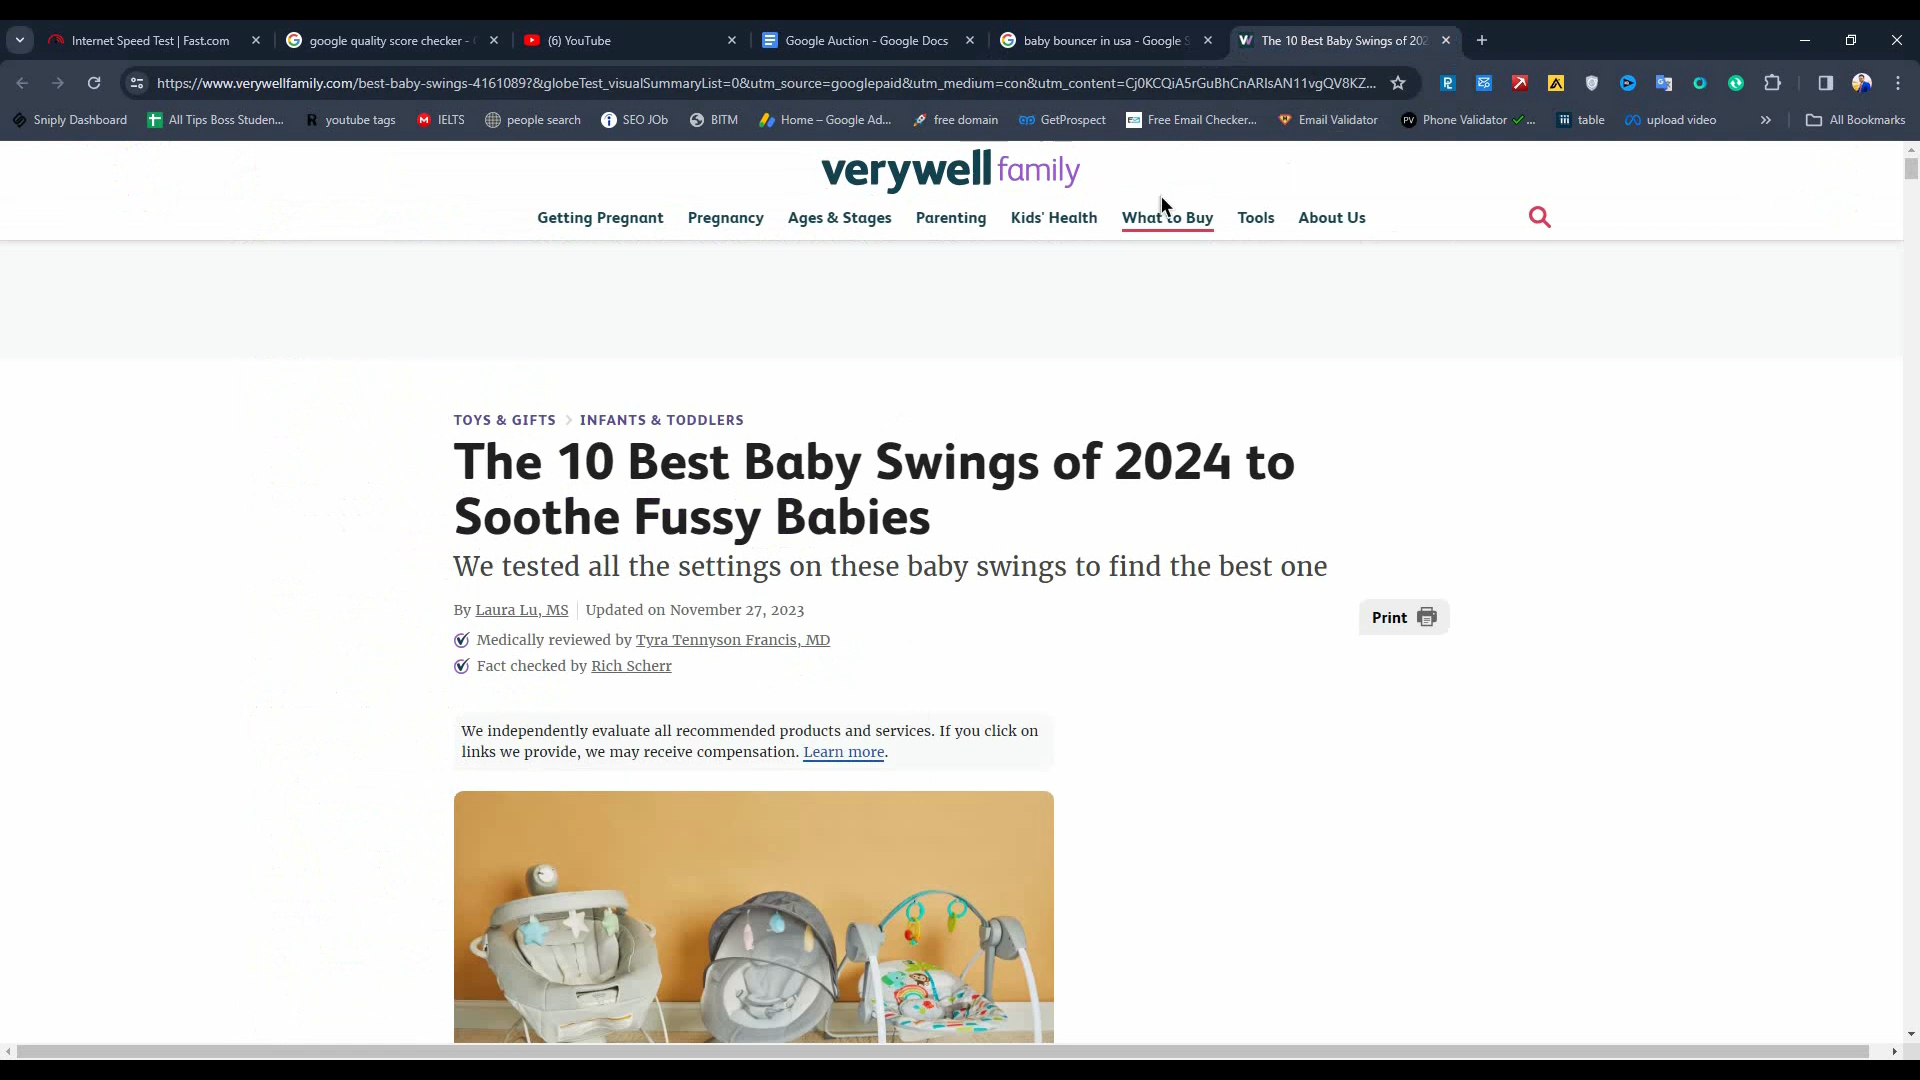 Internet Speed Test | Fast.com
google quality score checker -
(6) YouTube
Google Auction - Google Docs
baby bouncer in usa - Google S
The 10 Best Baby Swings of 202
https://www.verywellfamily.com/best-baby-swings-4161089?&globeTest_visualSummaryList=0&utm_source=googlepaid&utm_medium=con&utm_content=Cj0KCQiA5rGuBhCnARIsAN11vgQV8KZ...
Sniply Dashboard
All Tips Boss Studen...
youtube tags
IELTS
people search
SEO JOb
BITM
Home – Google Ad...
free domain
GetProspect
Free Email Checker...
Email Validator
Phone Validator ✓ ...
table
upload video
All Bookmarks
verywell family
Getting Pregnant
Pregnancy
Ages & Stages
Parenting
Kids' Health
What to Buy
Tools
About Us
TOYS & GIFTS > INFANTS & TODDLERS
The 10 Best Baby Swings of 2024 to
Soothe Fussy Babies
We tested all the settings on these baby swings to find the best one
By Laura Lu, MS | Updated on November 27, 2023
Print
Medically reviewed by Tyra Tennyson Francis, MD
Fact checked by Rich Scherr
We independently evaluate all recommended products and services. If you click on
links we provide, we may receive compensation. Learn more.